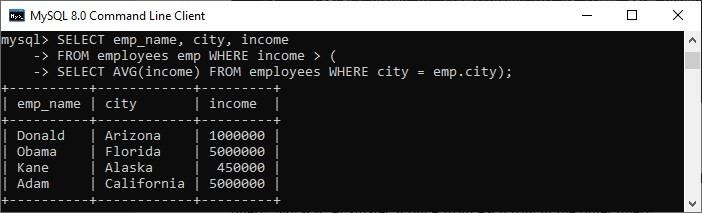 MySQL 8.0 Command Line Client
mysql> SELECT emp_name, city, income
    -> FROM employees emp WHERE income > (
    -> SELECT AVG(income) FROM employees WHERE city = emp.city);
+----------+------------+---------+
| emp_name | city       | income  |
+----------+------------+---------+
| Donald   | Arizona    | 1000000 |
| Obama    | Florida    | 5000000 |
| Kane     | Alaska     |  450000 |
| Adam     | California | 5000000 |
+----------+------------+---------+